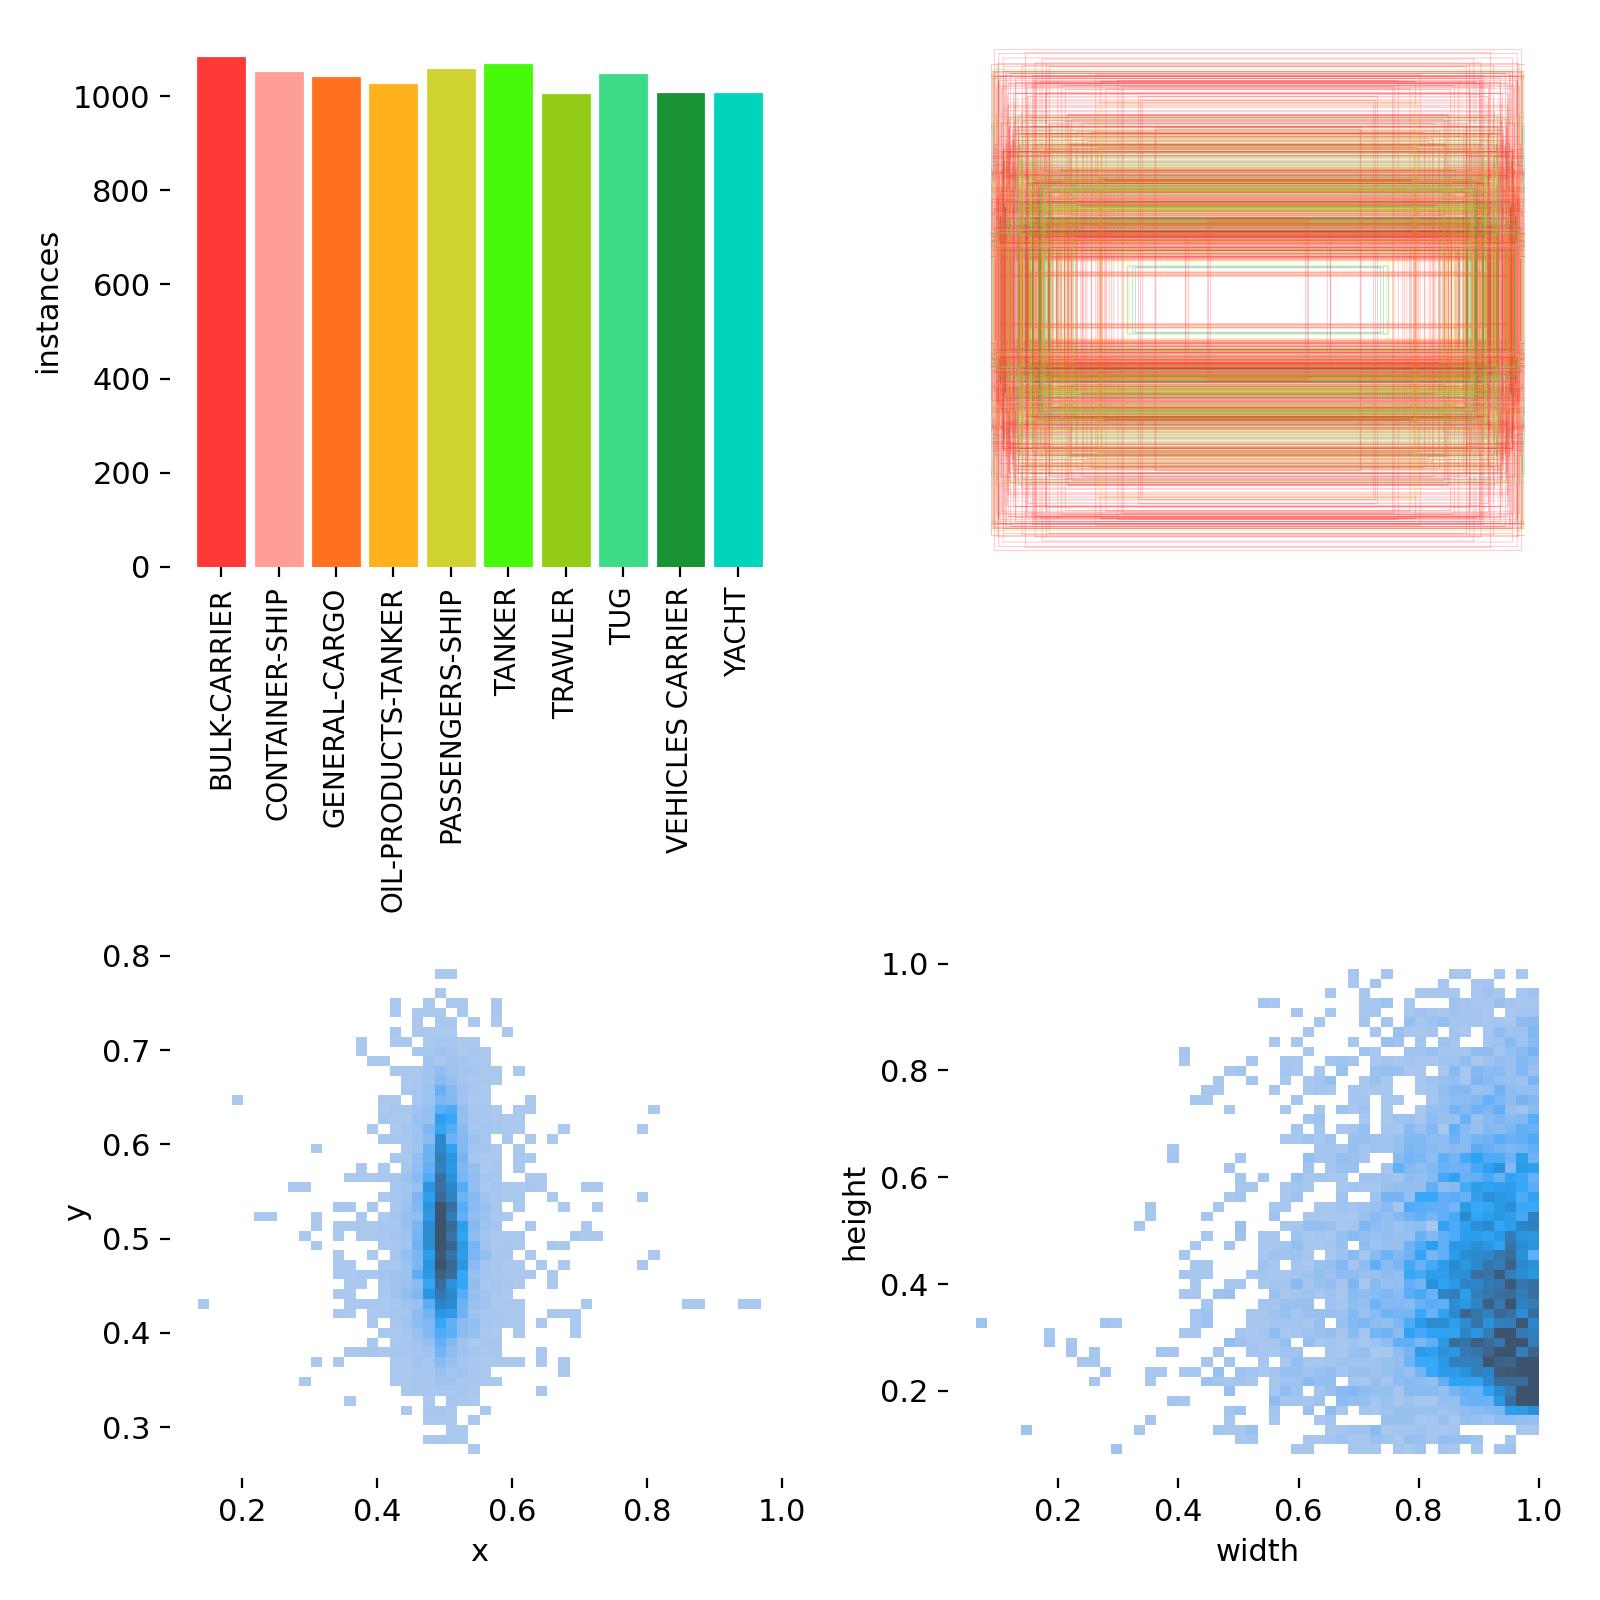 instances
1000
800
600
400
200
0
BULK-CARRIER
CONTAINER-SHIP
GENERAL-CARGO
OIL-PRODUCTS-TANKER
PASSENGERS-SHIP
TANKER
TRAWLER
TUG
VEHICLES CARRIER
YACHT
y
0.8
0.7
0.6
0.5
0.4
0.3
0.2 0.4 0.6 0.8 1.0
x
height
1.0
0.8
0.6
0.4
0.2
0.2 0.4 0.6 0.8 1.0
width